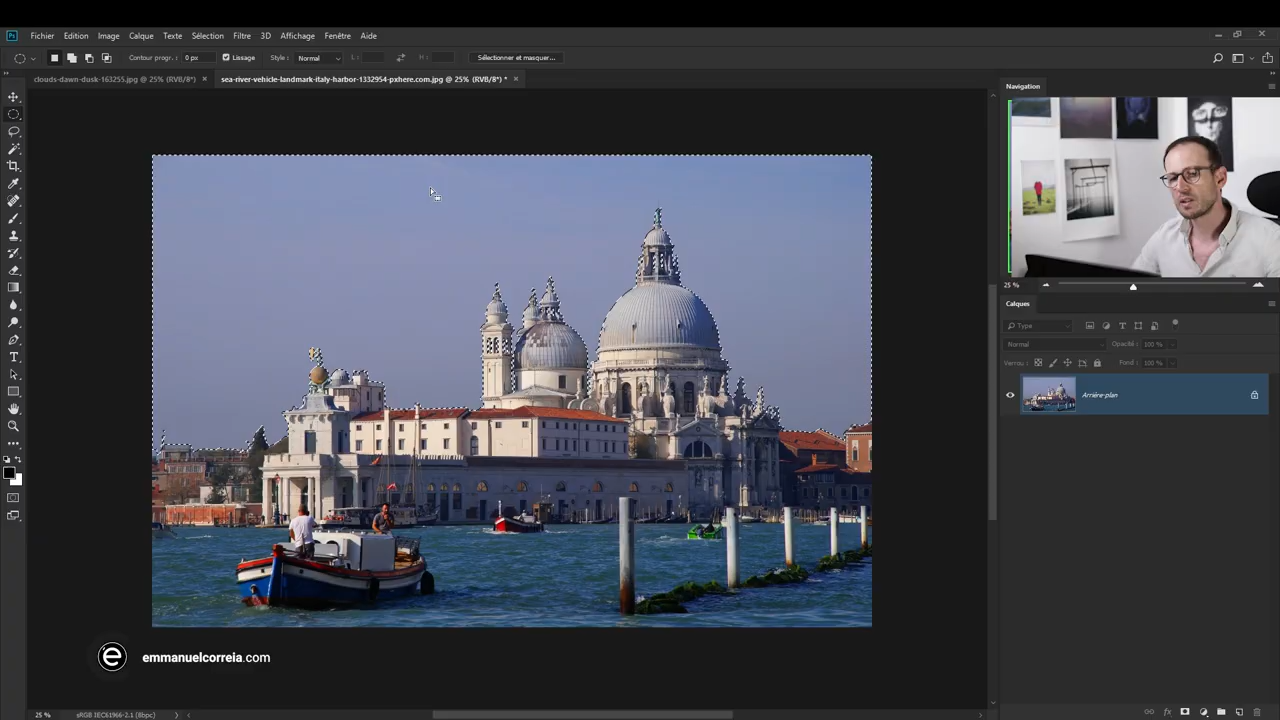 Ps Fichier Edition Image Calque Texte Sélection Filtre 3D Affichage Fenêtre Aide
Contour progr. : 0 px Lissage Style : Normal L : H : Sélectionner et masquer...
clouds-dawn-dusk-163255.jpg @ 25% (RVB/8*) × sea-river-vehicle-landmark-italy-harbor-1332954-pxhere.com.jpg @ 25% (RVB/8*) * ×
Navigation
25 %
Calques
Type
Normal Opacité : 100 %
Verrou : Fond : 100 %
Arrière-plan
e emmanuelcorreia.com
25 % sRGB IEC61966-2.1 (8bpc)